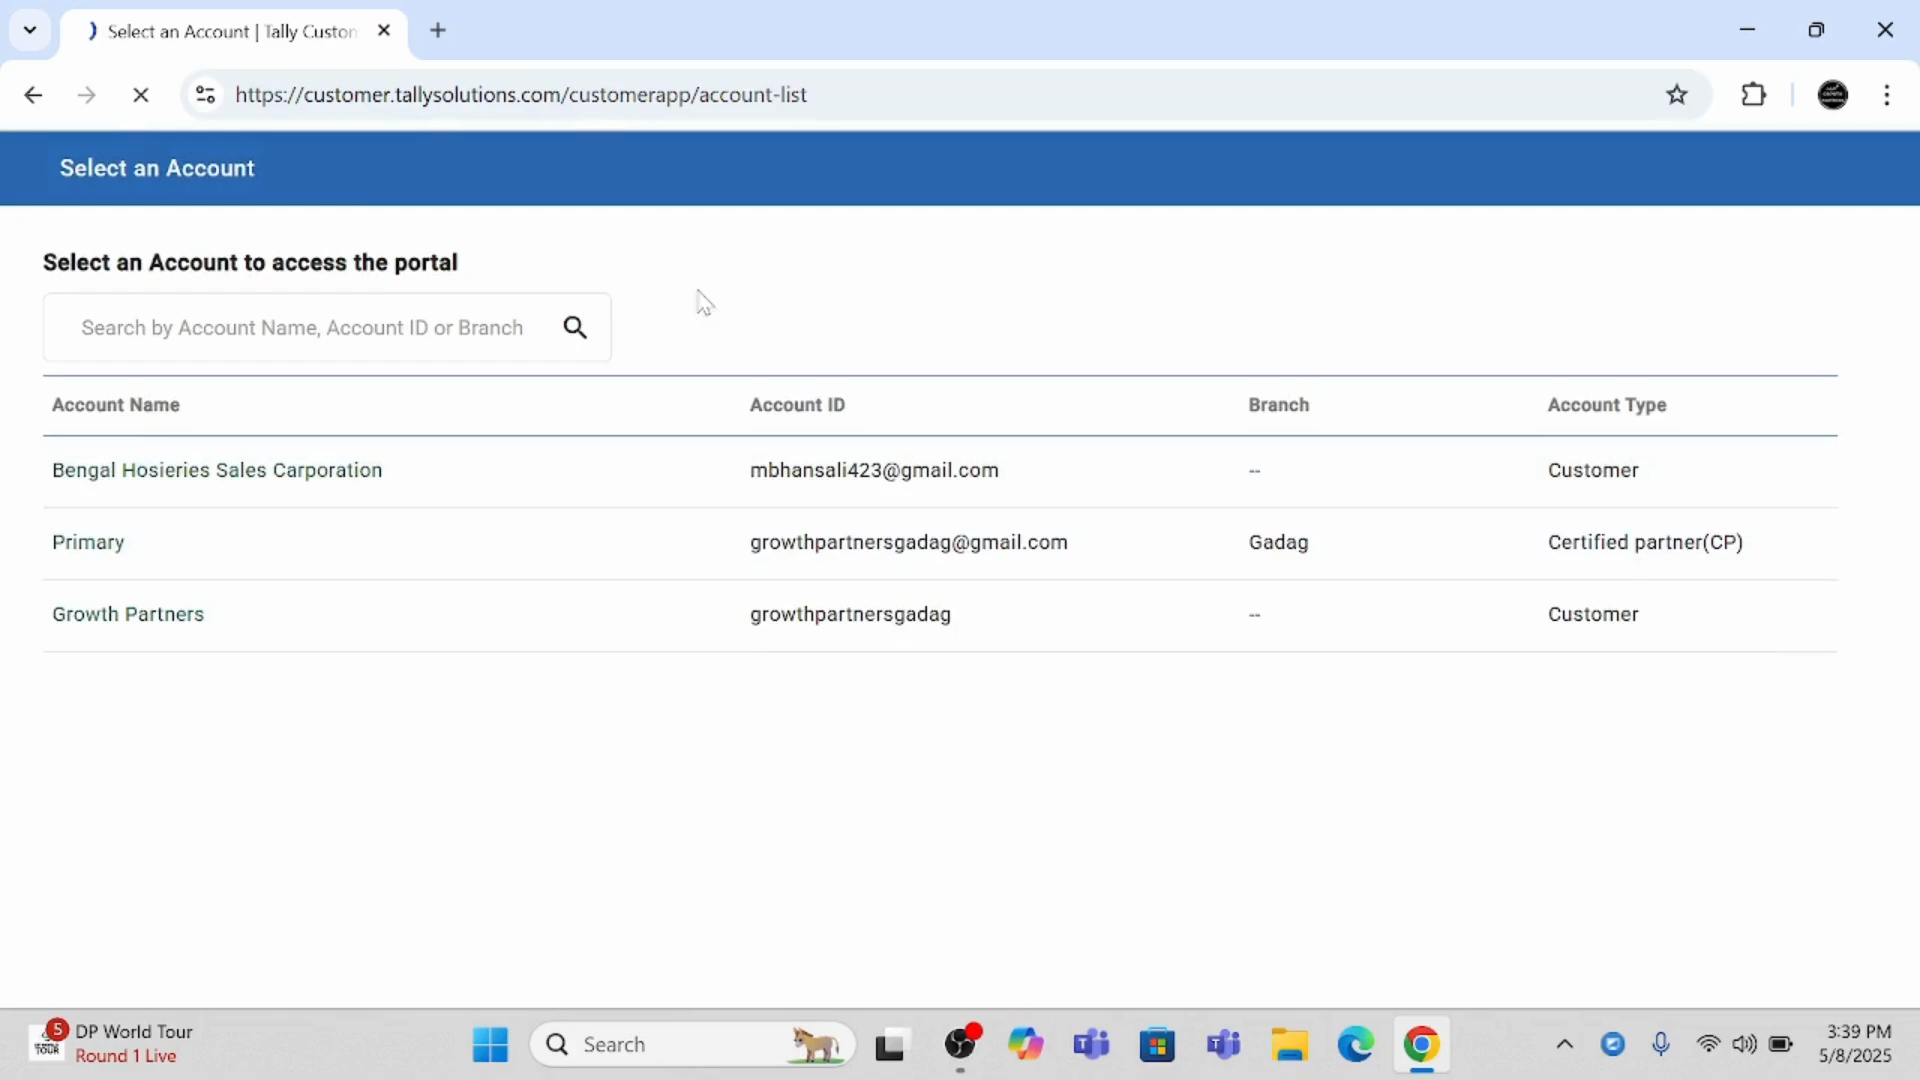 Select an Account | Tally Custom
https://customer.tallysolutions.com/customerapp/account-list
Select an Account
Select an Account to access the portal
Search by Account Name, Account ID or Branch
Account Name Account ID Branch Account Type
Bengal Hosieries Sales Carporation mbhansali423@gmail.com -- Customer
Primary growthpartnersgadag@gmail.com Gadag Certified partner(CP)
Growth Partners growthpartnersgadag -- Customer
5 DP World Tour
Round 1 Live
Search
3:39 PM
5/8/2025